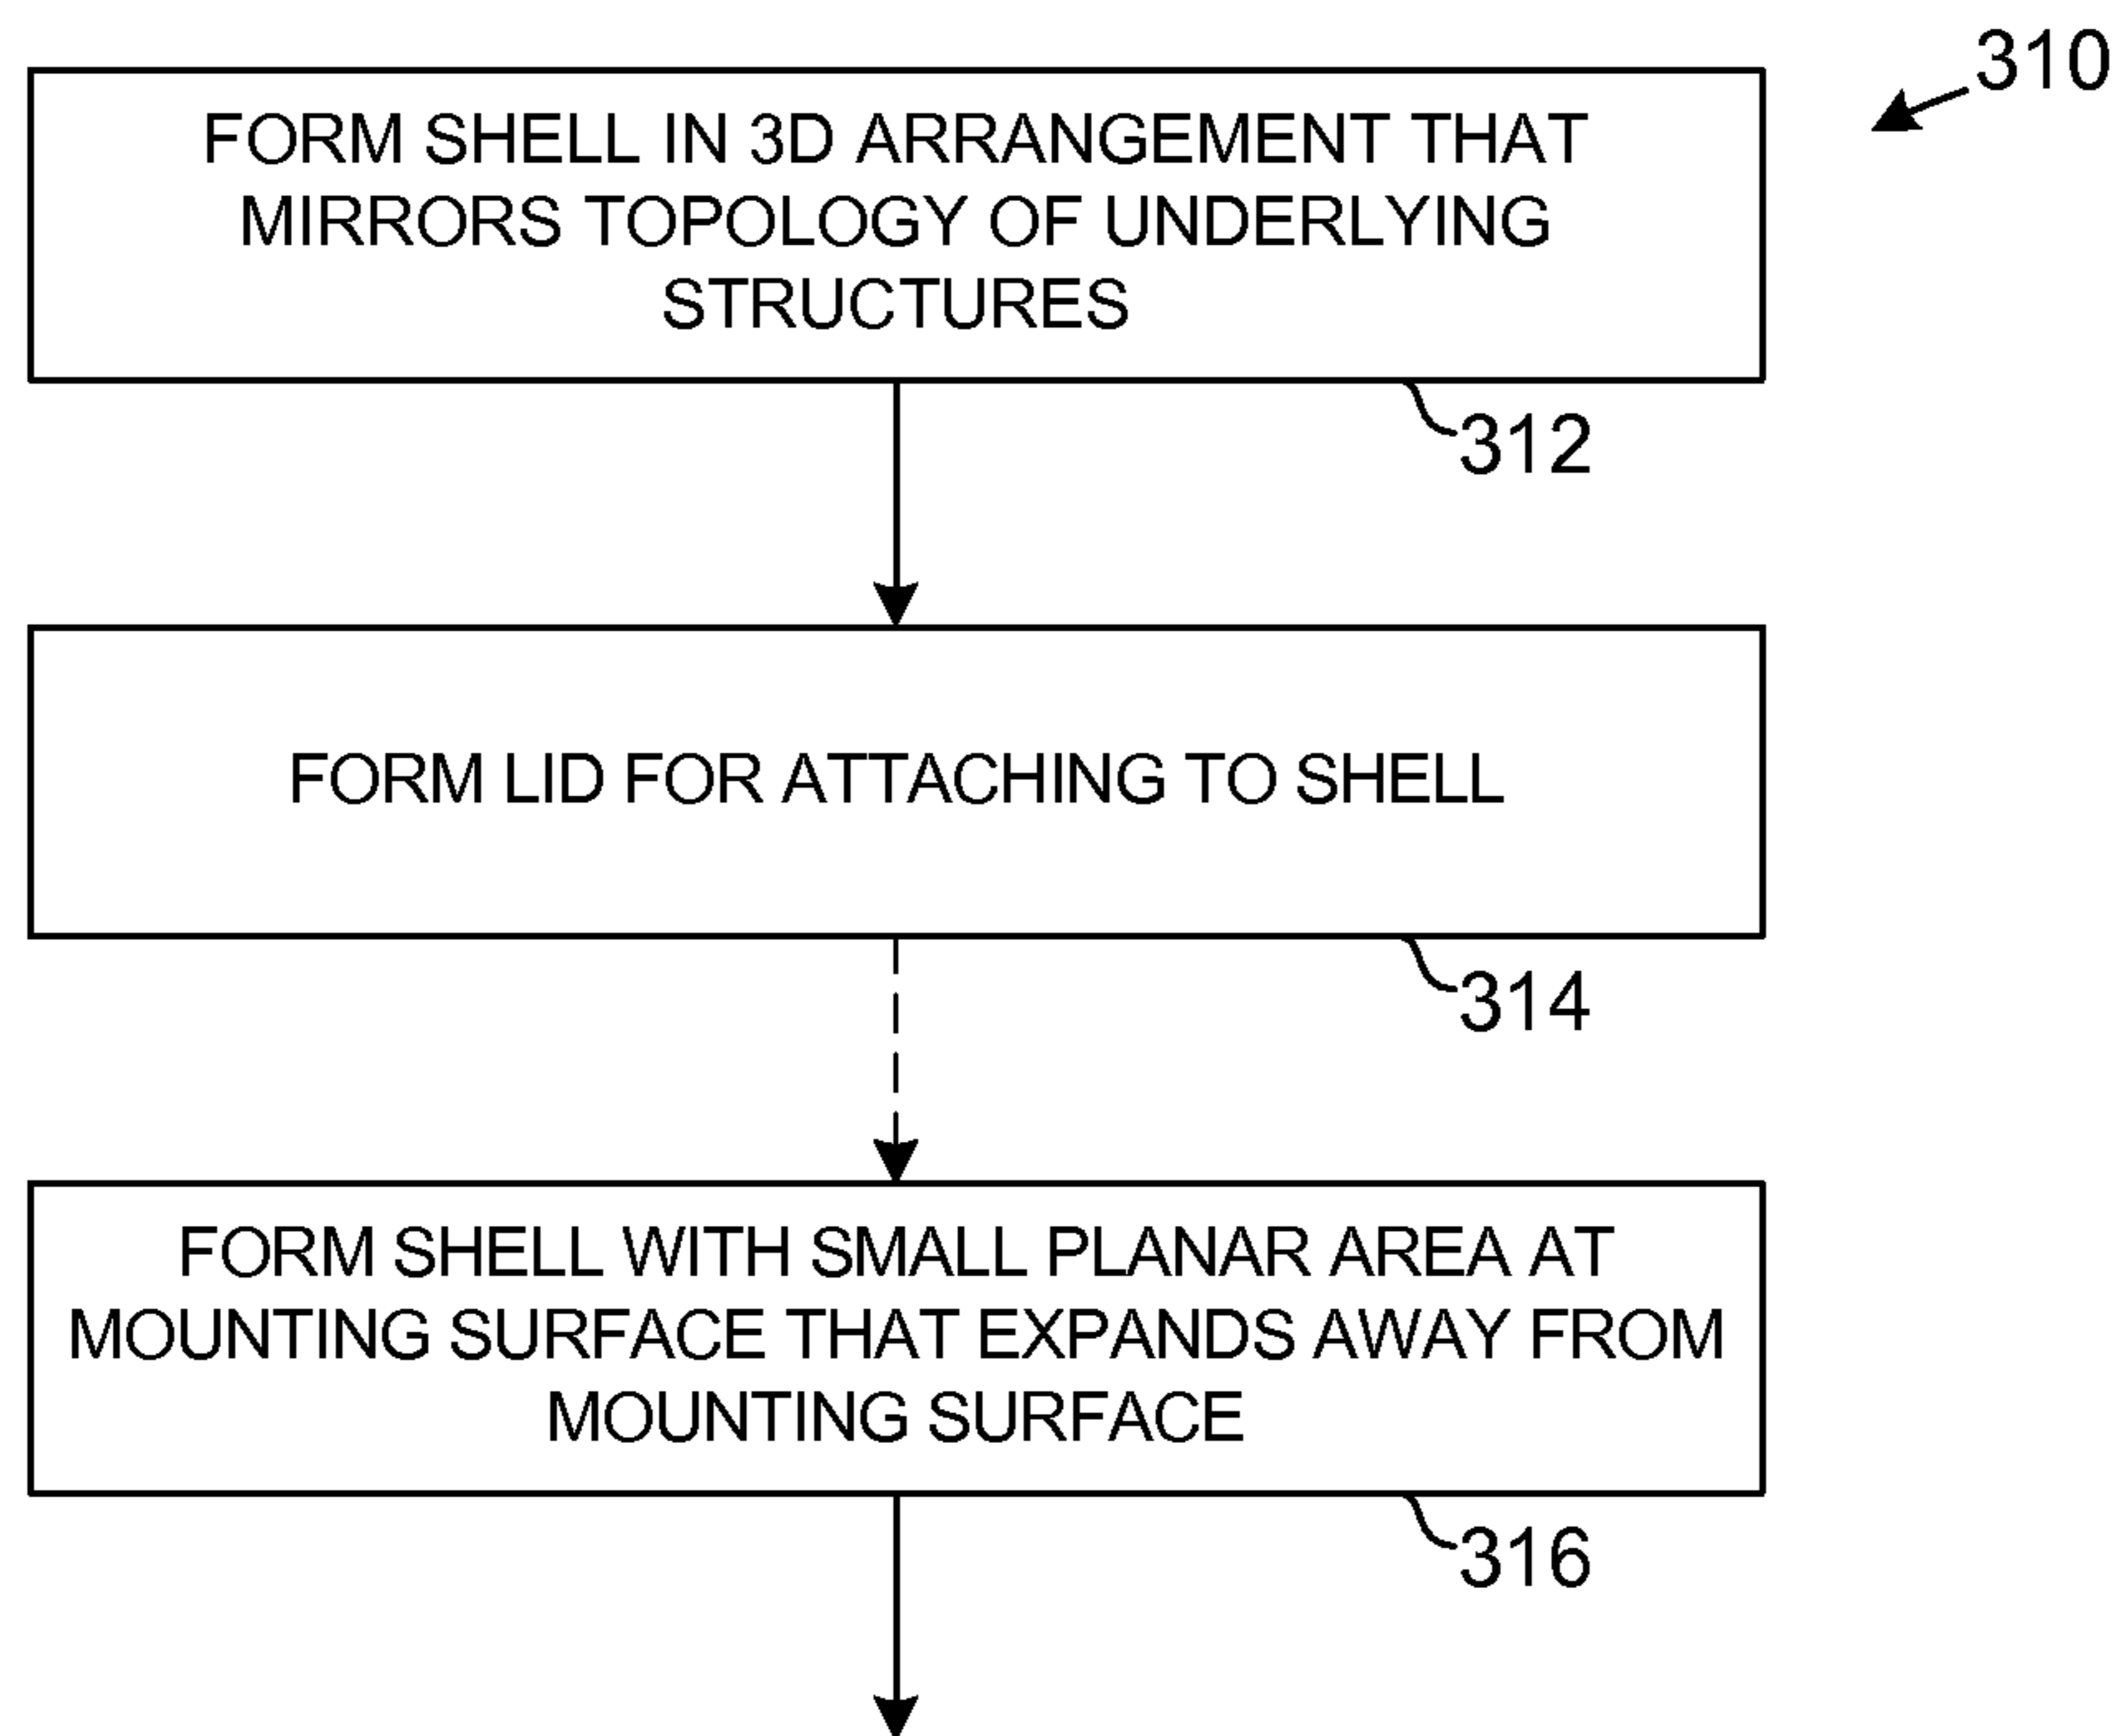 310
FORM SHELL IN 3D ARRANGEMENT THAT
MIRRORS TOPOLOGY OF UNDERLYING
STRUCTURES
312
FORM LID FOR ATTACHING TO SHELL
314
FORM SHELL WITH SMALL PLANAR AREA AT
MOUNTING SURFACE THAT EXPANDS AWAY FROM
MOUNTING SURFACE
316